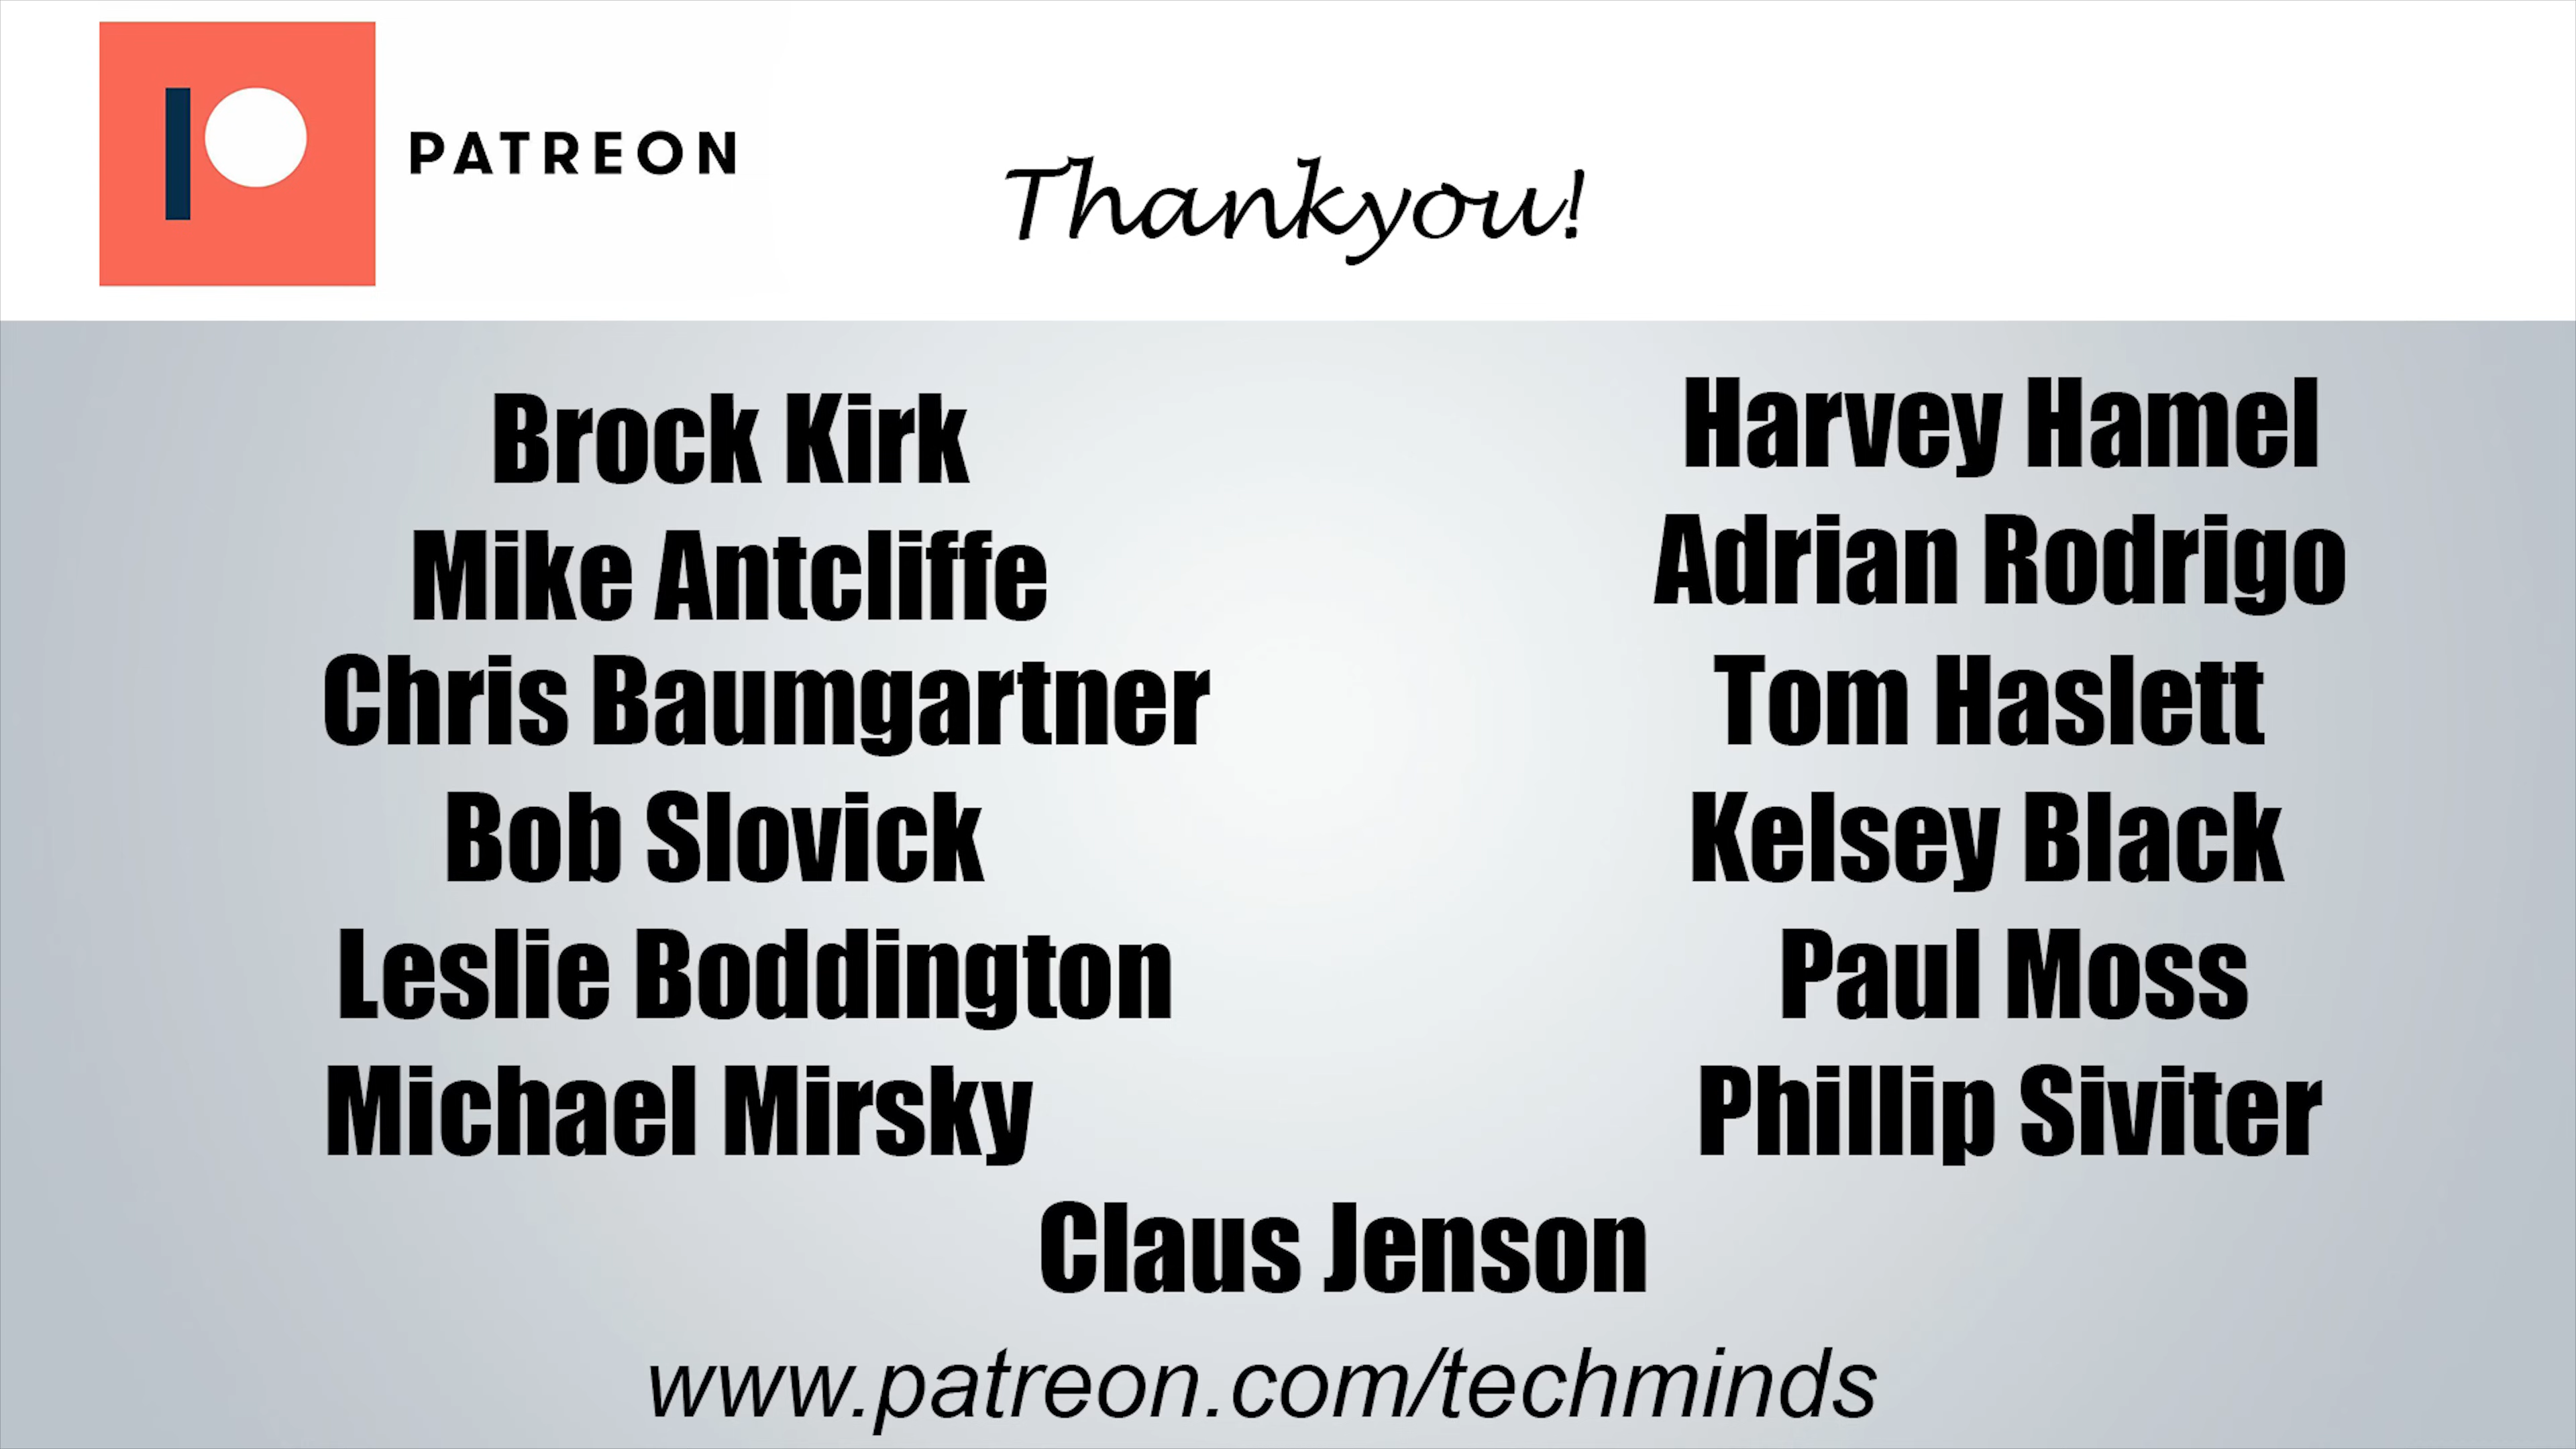 PATREON
Thankyou!
Brock Kirk
Mike Antcliffe
Chris Baumgartner
Bob Slovick
Leslie Boddington
Michael Mirsky
Harvey Hamel
Adrian Rodrigo
Tom Haslett
Kelsey Black
Paul Moss
Phillip Siviter
Claus Jenson
www.patreon.com/techminds